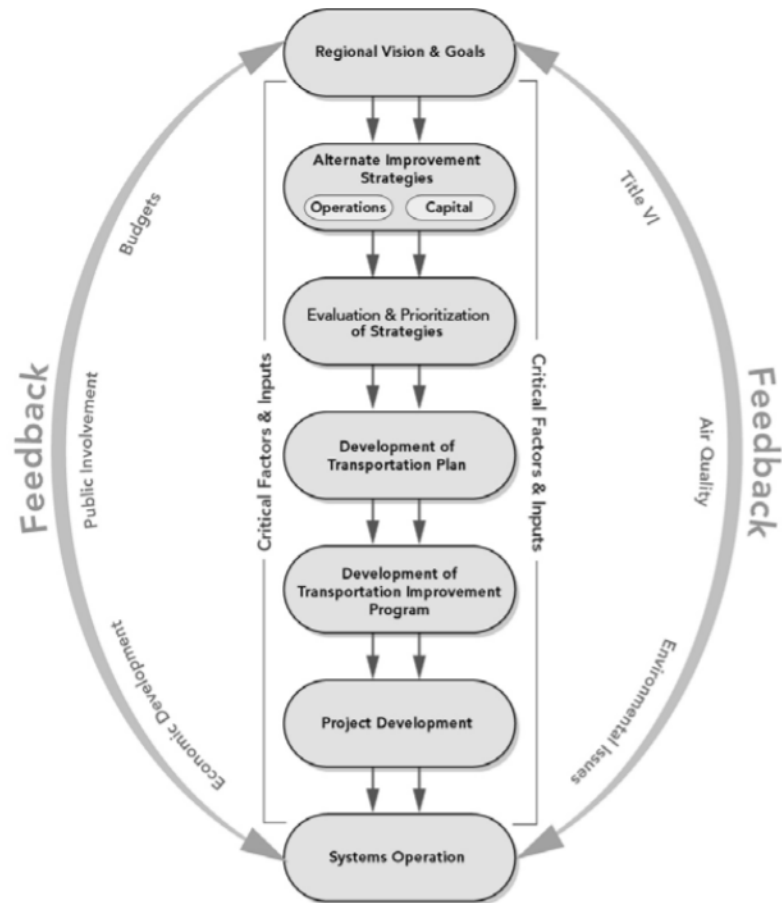 Regional Vision & Goals
Alternate Improvement
Strategies
Operations
Capital
Evaluation & Prioritization
of Strategies
Development of
Transportation Plan
Development of
Transportation Improvement
Program
Project Development
Systems Operation
Critical Factors & Inputs
Critical Factors & Inputs
Feedback
Budgets
Public Involvement
Economic Development
Feedback
Title VI
Air Quality
Environmental Issues